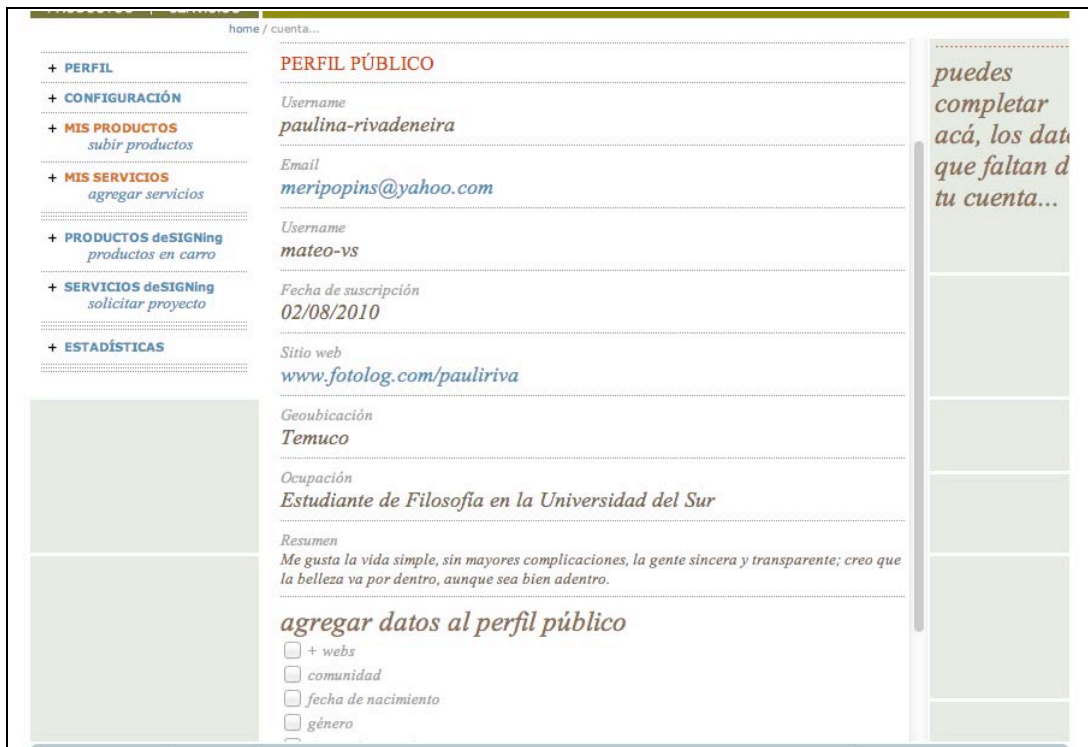 home / cuenta...
+ PERFIL
+ CONFIGURACIÓN
+ MIS PRODUCTOS
subir productos
+ MIS SERVICIOS
agregar servicios
+ PRODUCTOS deSIGNing
productos en carro
+ SERVICIOS deSIGNing
solicitar proyecto
+ ESTADÍSTICAS
PERFIL PÚBLICO
Username
paulina-rivadeneira
Email
meripopins@yahoo.com
Username
mateo-vs
Fecha de suscripción
02/08/2010
Sitio web
www.fotolog.com/pauliriva
Geoubicación
Temuco
Ocupación
Estudiante de Filosofía en la Universidad del Sur
Resumen
Me gusta la vida simple, sin mayores complicaciones, la gente sincera y transparente; creo que
la belleza va por dentro, aunque sea bien adentro.
agregar datos al perfil público
+ webs
comunidad
fecha de nacimiento
género
puedes
completar
acá, los dat
que faltan d
tu cuenta...